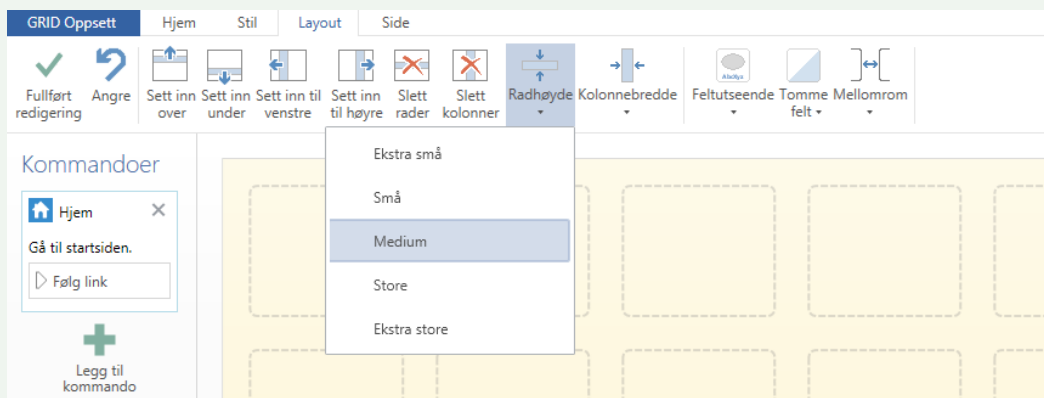 GRID Oppsett Hjem Stil Layout Side
Fullført redigering
Angre
Sett inn over
Sett inn under
Sett inn til venstre
Sett inn til høyre
Slett rader
Slett kolonner
Radhøyde
Kolonnebredde
Feltutseende
Tomme felt
Mellomrom
Kommandoer
Hjem
Gå til startsiden.
Følg link
Legg til
kommando
Ekstra små
Små
Medium
Store
Ekstra store